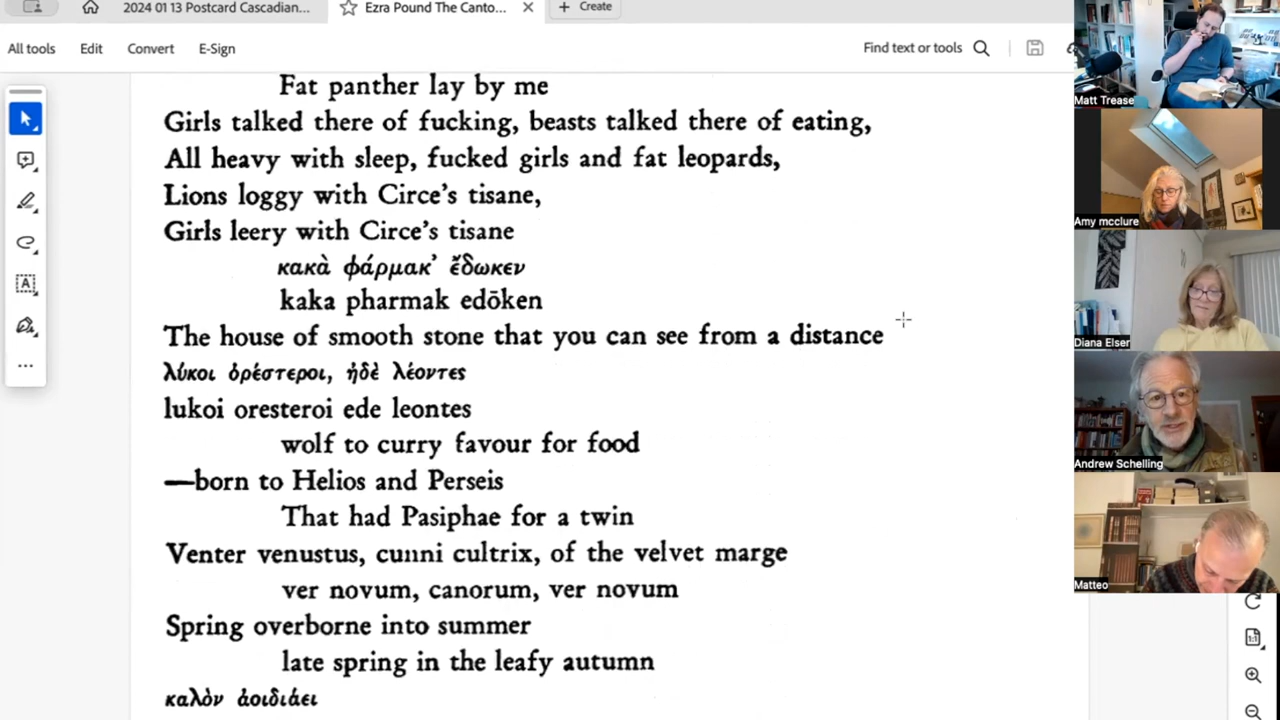 2024 01 13 Postcard Cascadian...
Ezra Pound The Canto...
Create
All tools
Edit
Convert
E-Sign
Find text or tools
Fat panther lay by me
Girls talked there of fucking, beasts talked there of eating,
All heavy with sleep, fucked girls and fat leopards,
Lions loggy with Circe's tisane,
Girls leery with Circe's tisane
κακὰ φάρμακ' ἔδωκεν
kaka pharmak edōken
The house of smooth stone that you can see from a distance
λύκοι ὀρέστεροι, ἠδὲ λέοντες
lukoi oresteroi ede leontes
wolf to curry favour for food
—born to Helios and Perseis
That had Pasiphae for a twin
Venter venustus, cunni cultrix, of the velvet marge
ver novum, canorum, ver novum
Spring overborne into summer
late spring in the leafy autumn
καλὸν ἀοιδιάει
Matt Trease
Amy mcclure
Diana Elser
Andrew Schelling
Matteo